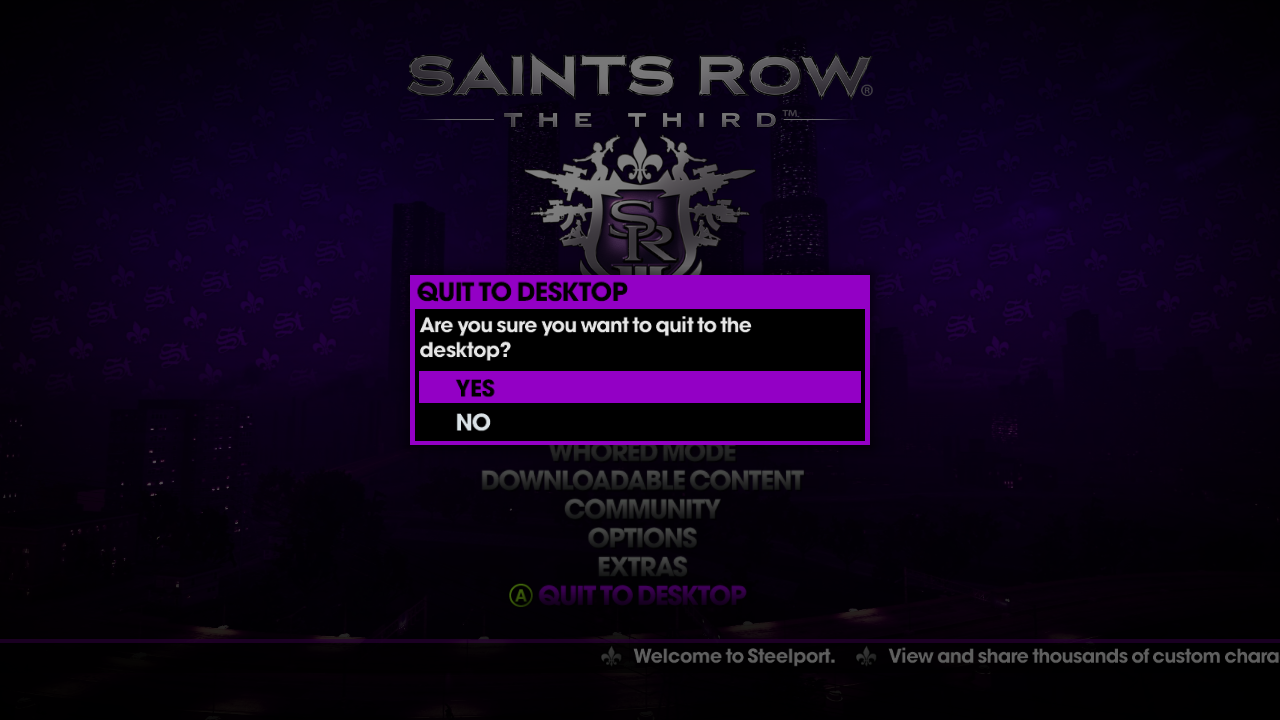 SAINTS ROW®
THE THIRD™
SR
QUIT TO DESKTOP
Are you sure you want to quit to the
desktop?
YES
NO
WHORED MODE
DOWNLOADABLE CONTENT
COMMUNITY
OPTIONS
EXTRAS
A QUIT TO DESKTOP
Welcome to Steelport. View and share thousands of custom chara